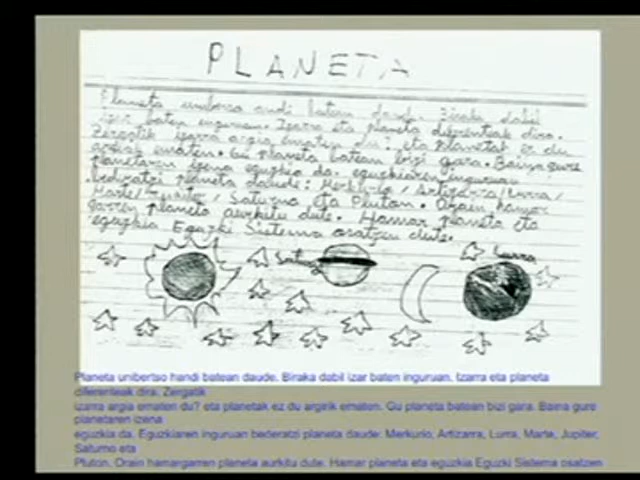 PLANETA
Planeta uniberso andi baten daude. Biraka dabil
izar baten inguruan. Izarra eta planeta diferenteak dira.
Zergatik izarra argia ematen du? eta planetak ez du
argiak ematen. Gu planeta batean bizi gara. Baina gure
planetaren izena eguzkia da. eguzkiaren inguruan
bederatzi planeta daude: Merkurio/Artizarra/Lurra/
Marte/Jupiter/Saturno eta Pluton. Orain hamar
garren planeta aurkitu dute. Hamar planeta eta
eguzkia Eguzki Sistema osatzen dute.
Saturno
Lurra
Planeta unibertso handi batean daude. Biraka dabil izar baten inguruan. Izarra eta planeta
diferenteak dira. Zergatik
izarra argia ematen du? eta planetak ez du argirik ematen. Gu planeta batean bizi gara. Baina gure
planetaren izena
eguzkia da. Eguzkiaren inguruan bederatzi planeta daude: Merkurio, Artizarra, Lurra, Marte, Jupiter,
Saturno eta
Pluton. Orain hamargarren planeta aurkitu dute. Hamar planeta eta eguzkia Eguzki Sistema osatzen